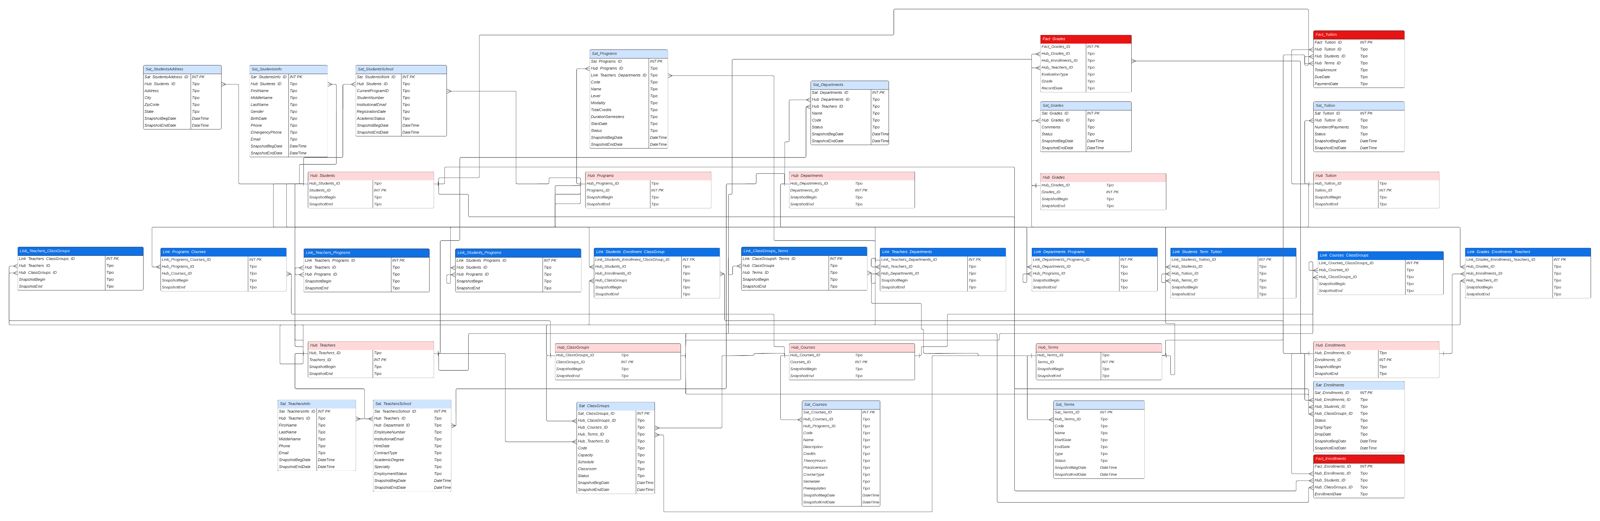 Sat_StudentsAddress
Sat_StudentsAddress_ID INT PK
Hub_Students_ID Tipo
Address Tipo
City Tipo
ZipCode Tipo
State Tipo
SnapshotBegDate DateTime
SnapshotEndDate DateTime
Sat_StudentsInfo
Sat_StudentsInfo_ID INT PK
Hub_Students_ID Tipo
FirstName Tipo
MiddleName Tipo
LastName Tipo
Gender Tipo
BirthDate Tipo
Phone Tipo
EmergencyPhone Tipo
Email Tipo
SnapshotBegDate DateTime
SnapshotEndDate DateTime
Sat_StudentsSchool
Sat_StudentsSchool_ID INT PK
Hub_Students_ID Tipo
CurrentProgramID Tipo
StudentNumber Tipo
InstitutionalEmail Tipo
RegistrationDate Tipo
AcademicStatus Tipo
SnapshotBegDate DateTime
SnapshotEndDate DateTime
Sat_Programs
Sat_Programs_ID INT PK
Hub_Programs_ID Tipo
Link_Teachers_Departments_ID Tipo
Code Tipo
Name Tipo
Level Tipo
Modality Tipo
TotalCredits Tipo
DurationSemesters Tipo
StartDate Tipo
Status Tipo
SnapshotBegDate DateTime
SnapshotEndDate DateTime
Sat_Departments
Sat_Departments_ID INT PK
Hub_Departments_ID Tipo
Hub_Teachers_ID Tipo
Name Tipo
Code Tipo
Status Tipo
SnapshotBegDate DateTime
SnapshotEndDate DateTime
Fact_Grades
Fact_Grades_ID INT PK
Hub_Grades_ID Tipo
Hub_Enrollments_ID Tipo
Hub_Teachers_ID Tipo
EvaluationType Tipo
Grade Tipo
RecordDate Tipo
Fact_Tuition
Fact_Tuition_ID INT PK
Hub_Tuition_ID Tipo
Hub_Students_ID Tipo
Hub_Terms_ID Tipo
TotalAmount Tipo
DueDate Tipo
PaymentDate Tipo
Sat_Grades
Sat_Grades_ID INT PK
Hub_Grades_ID Tipo
Comments Tipo
Status Tipo
SnapshotBegDate DateTime
SnapshotEndDate DateTime
Sat_Tuition
Sat_Tuition_ID INT PK
Hub_Tuition_ID Tipo
NumberofPayments Tipo
Status Tipo
SnapshotBegDate DateTime
SnapshotEndDate DateTime
Hub_Students
Hub_Students_ID Tipo
Students_ID INT PK
SnapshotBegin Tipo
SnapshotEnd Tipo
Hub_Programs
Hub_Programs_ID Tipo
Programs_ID INT PK
SnapshotBegin Tipo
SnapshotEnd Tipo
Hub_Departments
Hub_Departments_ID Tipo
Departments_ID INT PK
SnapshotBegin Tipo
SnapshotEnd Tipo
Hub_Grades
Hub_Grades_ID Tipo
Grades_ID INT PK
SnapshotBegin Tipo
SnapshotEnd Tipo
Hub_Tuition
Hub_Tuition_ID Tipo
Tuition_ID INT PK
SnapshotBegin Tipo
SnapshotEnd Tipo
Link_Teachers_ClassGroups
Link_Teachers_ClassGroups_ID INT PK
Hub_Teachers_ID Tipo
Hub_ClassGroups_ID Tipo
SnapshotBegin Tipo
SnapshotEnd Tipo
Link_Programs_Courses
Link_Programs_Courses_ID INT PK
Hub_Programs_ID Tipo
Hub_Courses_ID Tipo
SnapshotBegin Tipo
SnapshotEnd Tipo
Link_Teachers_Programs
Link_Teachers_Programs_ID INT PK
Hub_Teachers_ID Tipo
Hub_Programs_ID Tipo
SnapshotBegin Tipo
SnapshotEnd Tipo
Link_Students_Programs
Link_Students_Programs_ID INT PK
Hub_Students_ID Tipo
Hub_Programs_ID Tipo
SnapshotBegin Tipo
SnapshotEnd Tipo
Link_Students_Enrollment_ClassGroup
Link_Students_Enrollment_ClassGroup_ID INT PK
Hub_Students_ID Tipo
Hub_Enrollments_ID Tipo
Hub_ClassGroup Tipo
SnapshotBegin Tipo
SnapshotEnd Tipo
Link_ClassGroups_Terms
Link_ClassGroups_Terms_ID INT PK
Hub_ClassGroups Tipo
Hub_Terms_ID Tipo
SnapshotBegin Tipo
SnapshotEnd Tipo
Link_Teachers_Departments
Link_Teachers_Departments_ID INT PK
Hub_Teachers_ID Tipo
Hub_Departments_ID Tipo
SnapshotBegin Tipo
SnapshotEnd Tipo
Link_Departments_Programs
Link_Departments_Programs_ID INT PK
Hub_Departments_ID Tipo
Hub_Programs_ID Tipo
SnapshotBegin Tipo
SnapshotEnd Tipo
Link_Students_Term_Tuition
Link_Students_Tuition_ID INT PK
Hub_Students_ID Tipo
Hub_Tuition_ID Tipo
Hub_Terms_ID Tipo
SnapshotBegin Tipo
SnapshotEnd Tipo
Link_Courses_ClassGroups
Link_Courses_ClassGroups_ID INT PK
Hub_Courses_ID Tipo
Hub_ClassGroups_ID Tipo
SnapshotBegin Tipo
SnapshotEnd Tipo
Link_Grades_Enrollments_Teachers
Link_Grades_Enrollments_Teachers_ID INT PK
Hub_Grades_ID Tipo
Hub_Enrollments_ID Tipo
Hub_Teachers_ID Tipo
SnapshotBegin Tipo
SnapshotEnd Tipo
Hub_Teachers
Hub_Teachers_ID Tipo
Teachers_ID INT PK
SnapshotBegin Tipo
SnapshotEnd Tipo
Hub_ClassGroups
Hub_ClassGroups_ID Tipo
ClassGroups_ID INT PK
SnapshotBegin Tipo
SnapshotEnd Tipo
Hub_Courses
Hub_Courses_ID Tipo
Courses_ID INT PK
SnapshotBegin Tipo
SnapshotEnd Tipo
Hub_Terms
Hub_Terms_ID Tipo
Terms_ID INT PK
SnapshotBegin Tipo
SnapshotEnd Tipo
Hub_Enrollments
Hub_Enrollments_ID Tipo
Enrollments_ID INT PK
SnapshotBegin Tipo
SnapshotEnd Tipo
Sat_TeachersInfo
Sat_TeachersInfo_ID INT PK
Hub_Teachers_ID Tipo
FirstName Tipo
LastName Tipo
Middlename Tipo
Phone Tipo
Email Tipo
SnapshotBegDate DateTime
SnapshotEndDate DateTime
Sat_TeachersSchool
Sat_TeachersSchool_ID INT PK
Hub_Teachers_ID Tipo
Hub_Department_ID Tipo
EmployeeNumber Tipo
InstitutionalEmail Tipo
HireDate Tipo
ContractType Tipo
AcademicDegree Tipo
Specialty Tipo
EmploymentStatus Tipo
SnapshotBegDate DateTime
SnapshotEndDate DateTime
Sat_ClassGroups
Sat_ClassGroups_ID INT PK
Hub_ClassGroups_ID Tipo
Hub_Courses_ID Tipo
Hub_Terms_ID Tipo
Hub_Teachers_ID Tipo
Code Tipo
Capacity Tipo
Schedule Tipo
Classroom Tipo
Status Tipo
SnapshotBegDate DateTime
SnapshotEndDate DateTime
Sat_Courses
Sat_Courses_ID INT PK
Hub_Courses_ID Tipo
Hub_Programs_ID Tipo
Code Tipo
Name Tipo
Description Tipo
Credits Tipo
TheoryHours Tipo
PracticeHours Tipo
CourseType Tipo
Semester Tipo
Prerequisites Tipo
SnapshotBegDate DateTime
SnapshotEndDate DateTime
Sat_Terms
Sat_Terms_ID INT PK
Hub_Terms_ID Tipo
Code Tipo
Name Tipo
StartDate Tipo
EndDate Tipo
Type Tipo
Status Tipo
SnapshotBegDate DateTime
SnapshotEndDate DateTime
Sat_Enrollments
Sat_Enrollments_ID INT PK
Hub_Enrollments_ID Tipo
Hub_Students_ID Tipo
Hub_ClassGroups_ID Tipo
Status Tipo
DropType Tipo
DropDate Tipo
SnapshotBegDate DateTime
SnapshotEndDate DateTime
Fact_Enrollments
Fact_Enrollments_ID INT PK
Hub_Enrollments_ID Tipo
Hub_Students_ID Tipo
Hub_ClassGroups_ID Tipo
EnrollmentDate Tipo